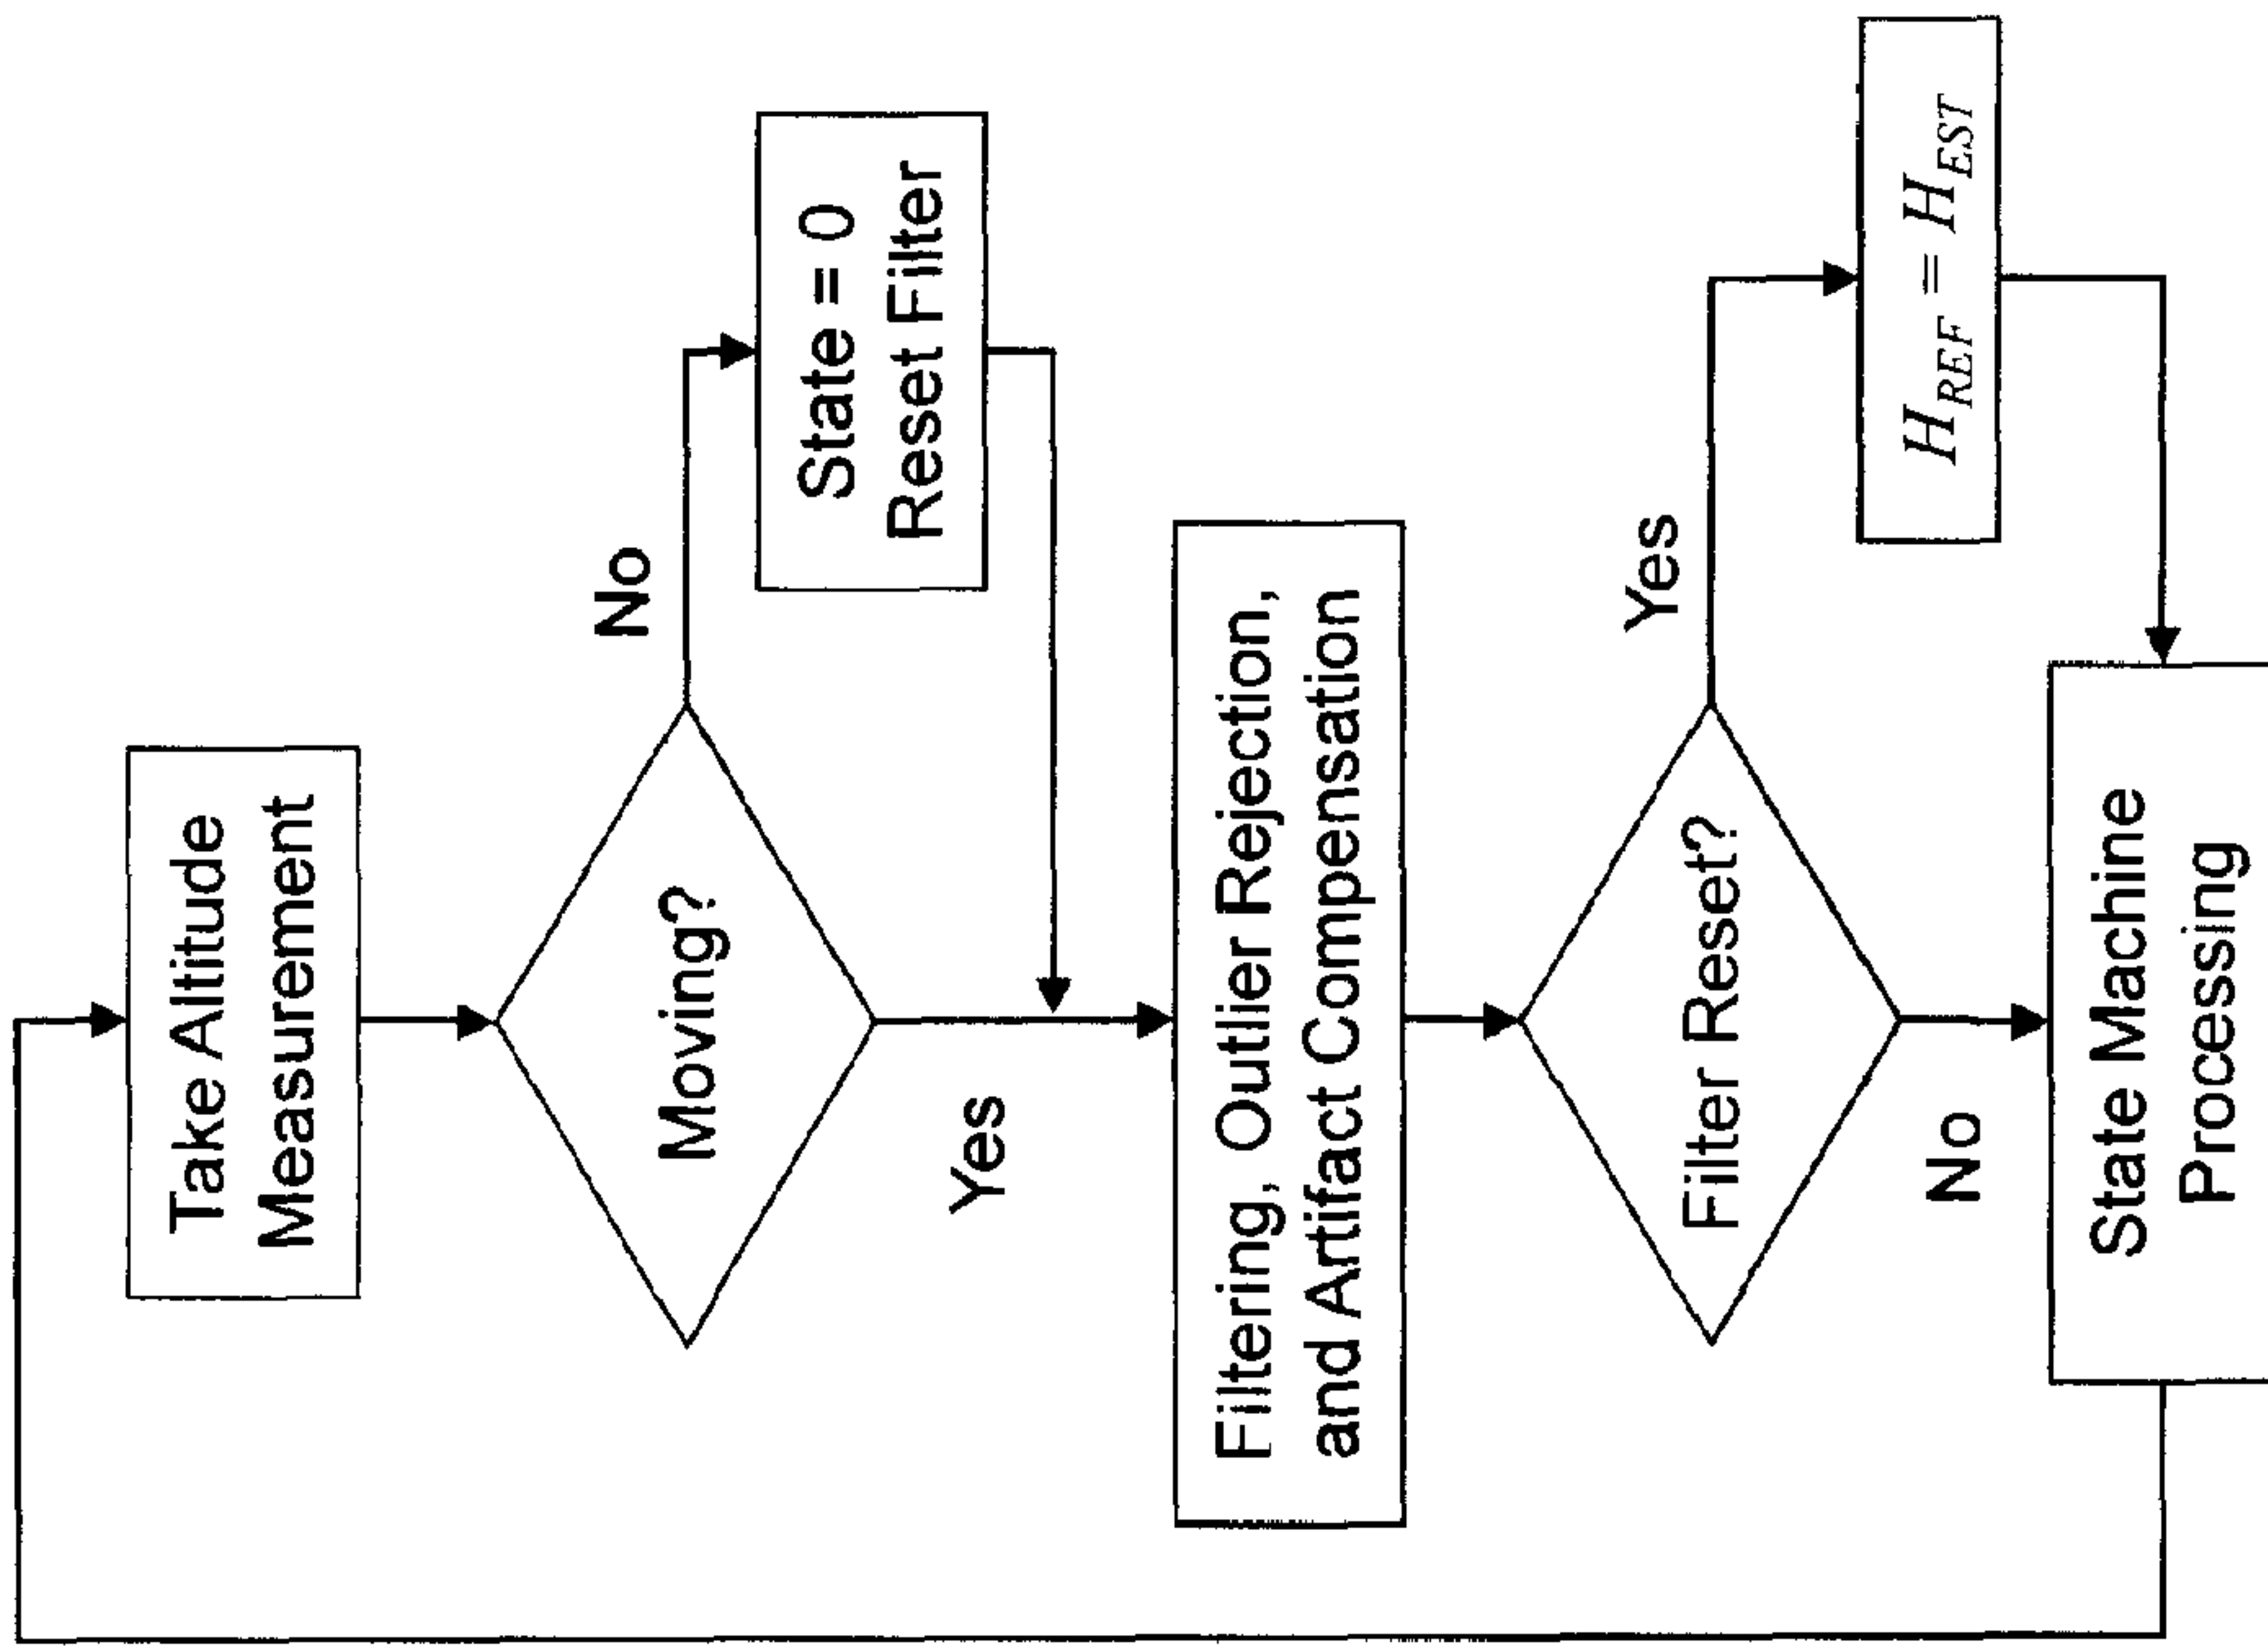 Take Altitude
Measurement
Moving?
No
State = 0
Reset Filter
Yes
Filtering, Outlier Rejection,
and Artifact Compensation
Filter Reset?
Yes
H_REF = H_EST
No
State Machine
Processing